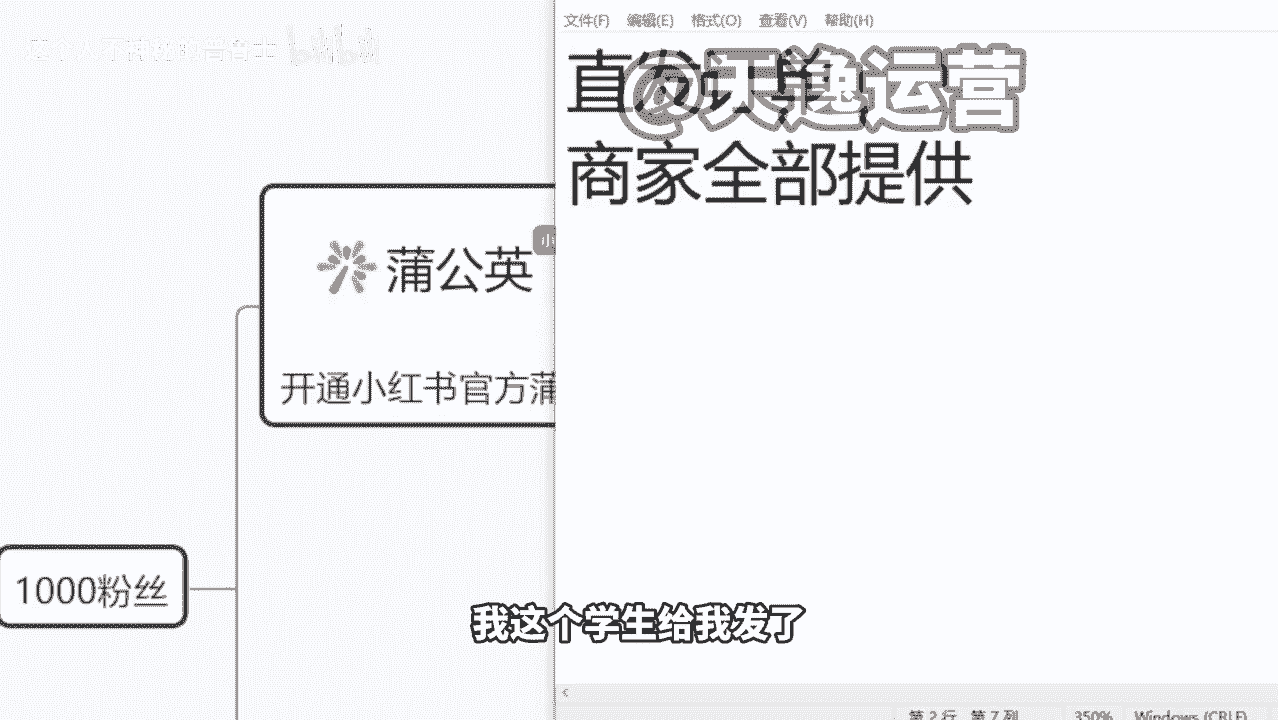 文件(F) 编辑(E) 格式(O) 查看(V) 帮助(H)
@天逸运营
直发订单，
商家全部提供
蒲公英
小
开通小红书官方蒲
1000粉丝
我这个学生给我发了
第 2 行，第 7 列
350%
Windows (CRLF)